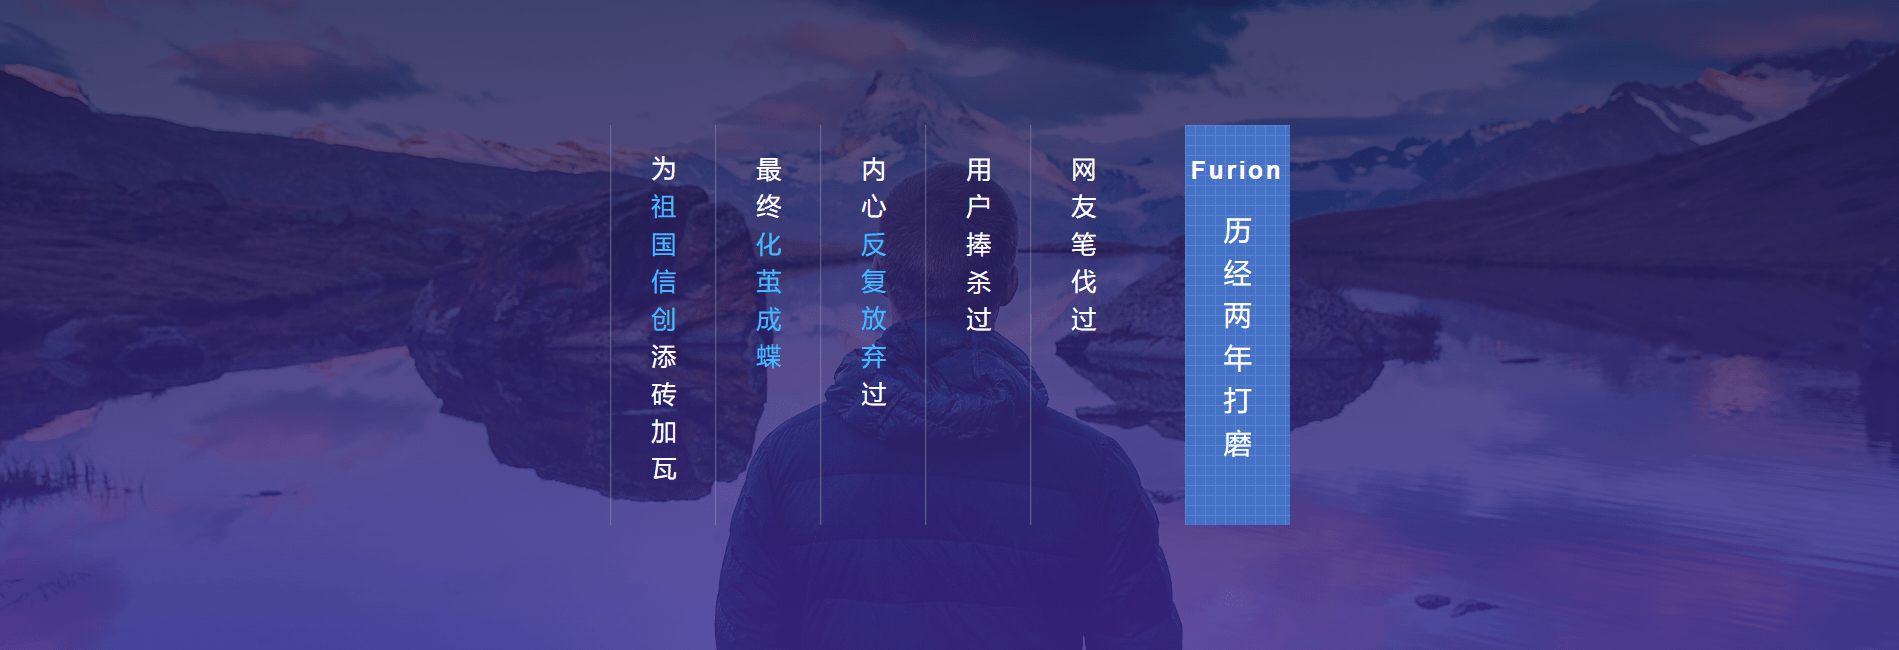 Furion
历经两年打磨
网友笔伐过
用户捧杀过
内心反复放弃过
最终化茧成蝶
为祖国信创添砖加瓦